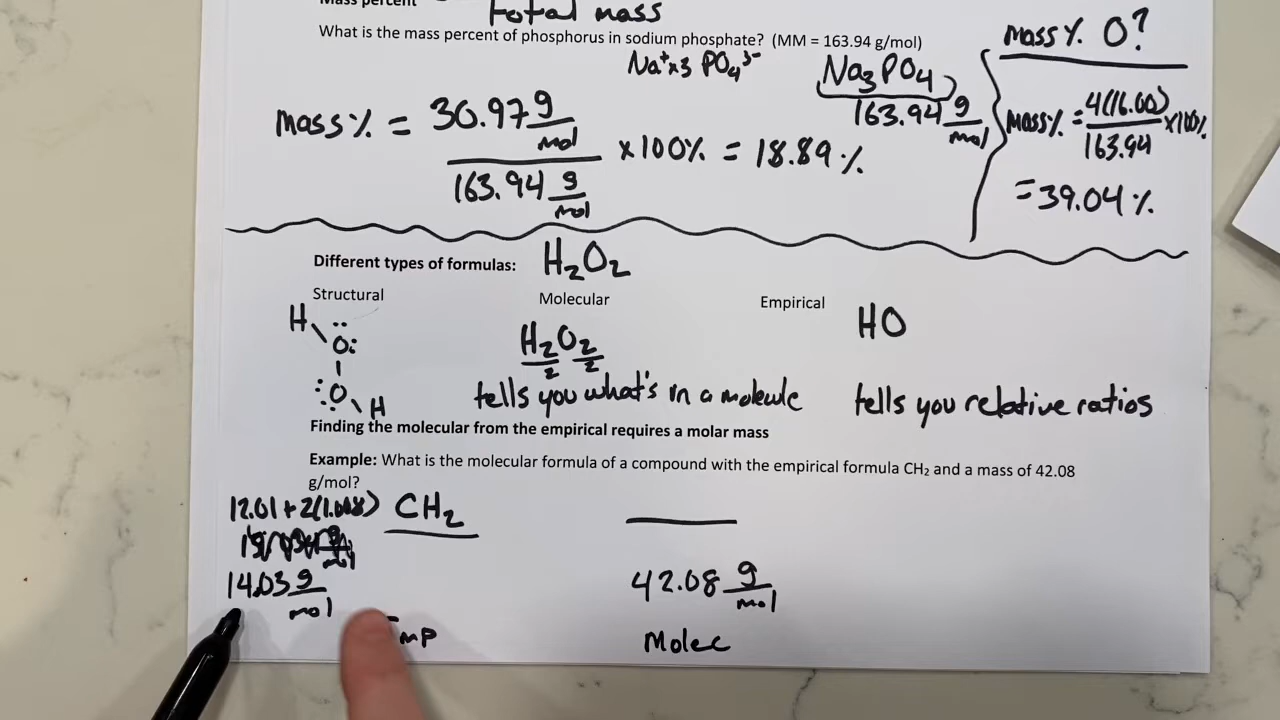 Mass percent
total mass
What is the mass percent of phosphorus in sodium phosphate? (MM = 163.94 g/mol)
Na⁺x3 PO₄³⁻
Na₃PO₄
163.94 g/mol
Mass % = 30.97 g/mol / 163.94 g/mol x100% = 18.89 %
Mass % O?
Mass% = 4(16.00)/163.94 x100%
= 39.04 %
Different types of formulas: H₂O₂
Structural Molecular Empirical
H
O
O
H
H₂/2 O₂/2
HO
tells you what's in a molecule
tells you relative ratios
Finding the molecular from the empirical requires a molar mass
Example: What is the molecular formula of a compound with the empirical formula CH₂ and a mass of 42.08
g/mol?
12.01 + 2(1.008) CH₂
14.03 g/mol
42.08 g/mol
Molec